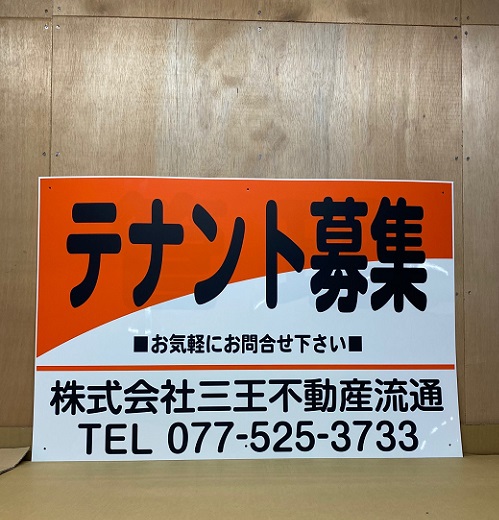 テナント募集
■お気軽にお問合せ下さい■
株式会社三王不動産流通
TEL 077-525-3733